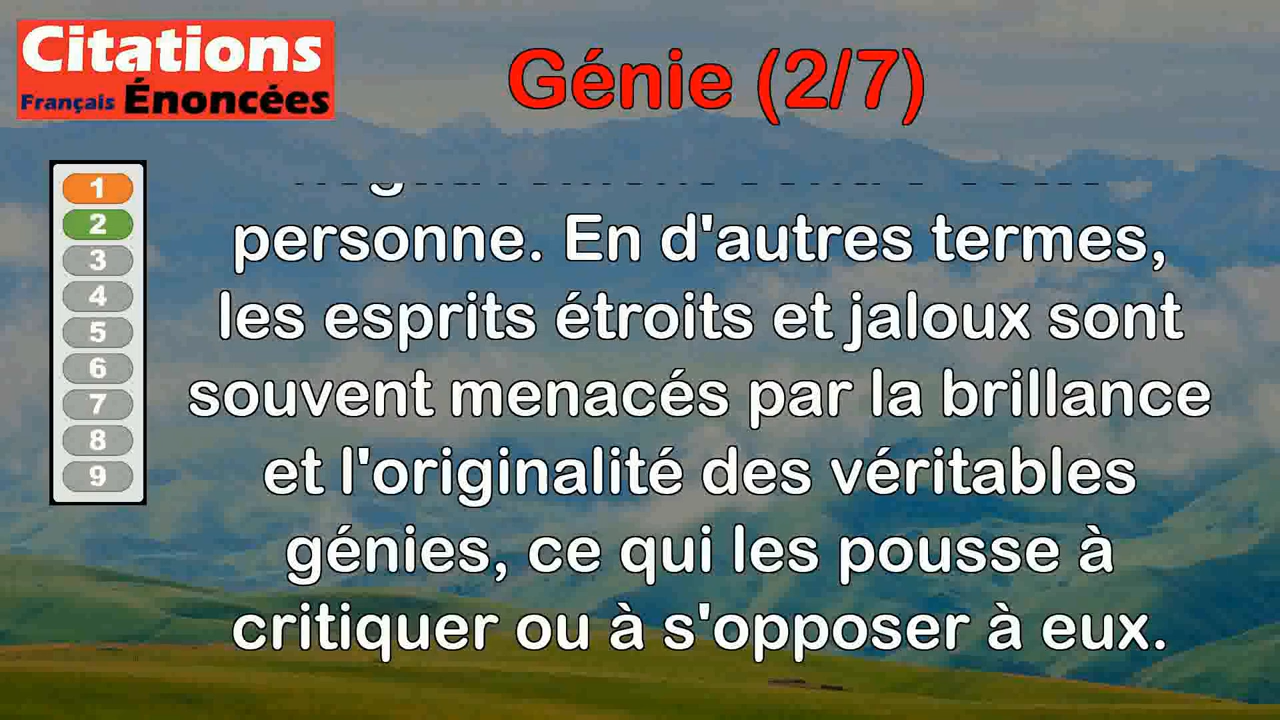 Citations
Français Énoncées
Génie (2/7)
1
2
3
4
5
6
7
8
9
personne. En d'autres termes,
les esprits étroits et jaloux sont
souvent menacés par la brillance
et l'originalité des véritables
génies, ce qui les pousse à
critiquer ou à s'opposer à eux.